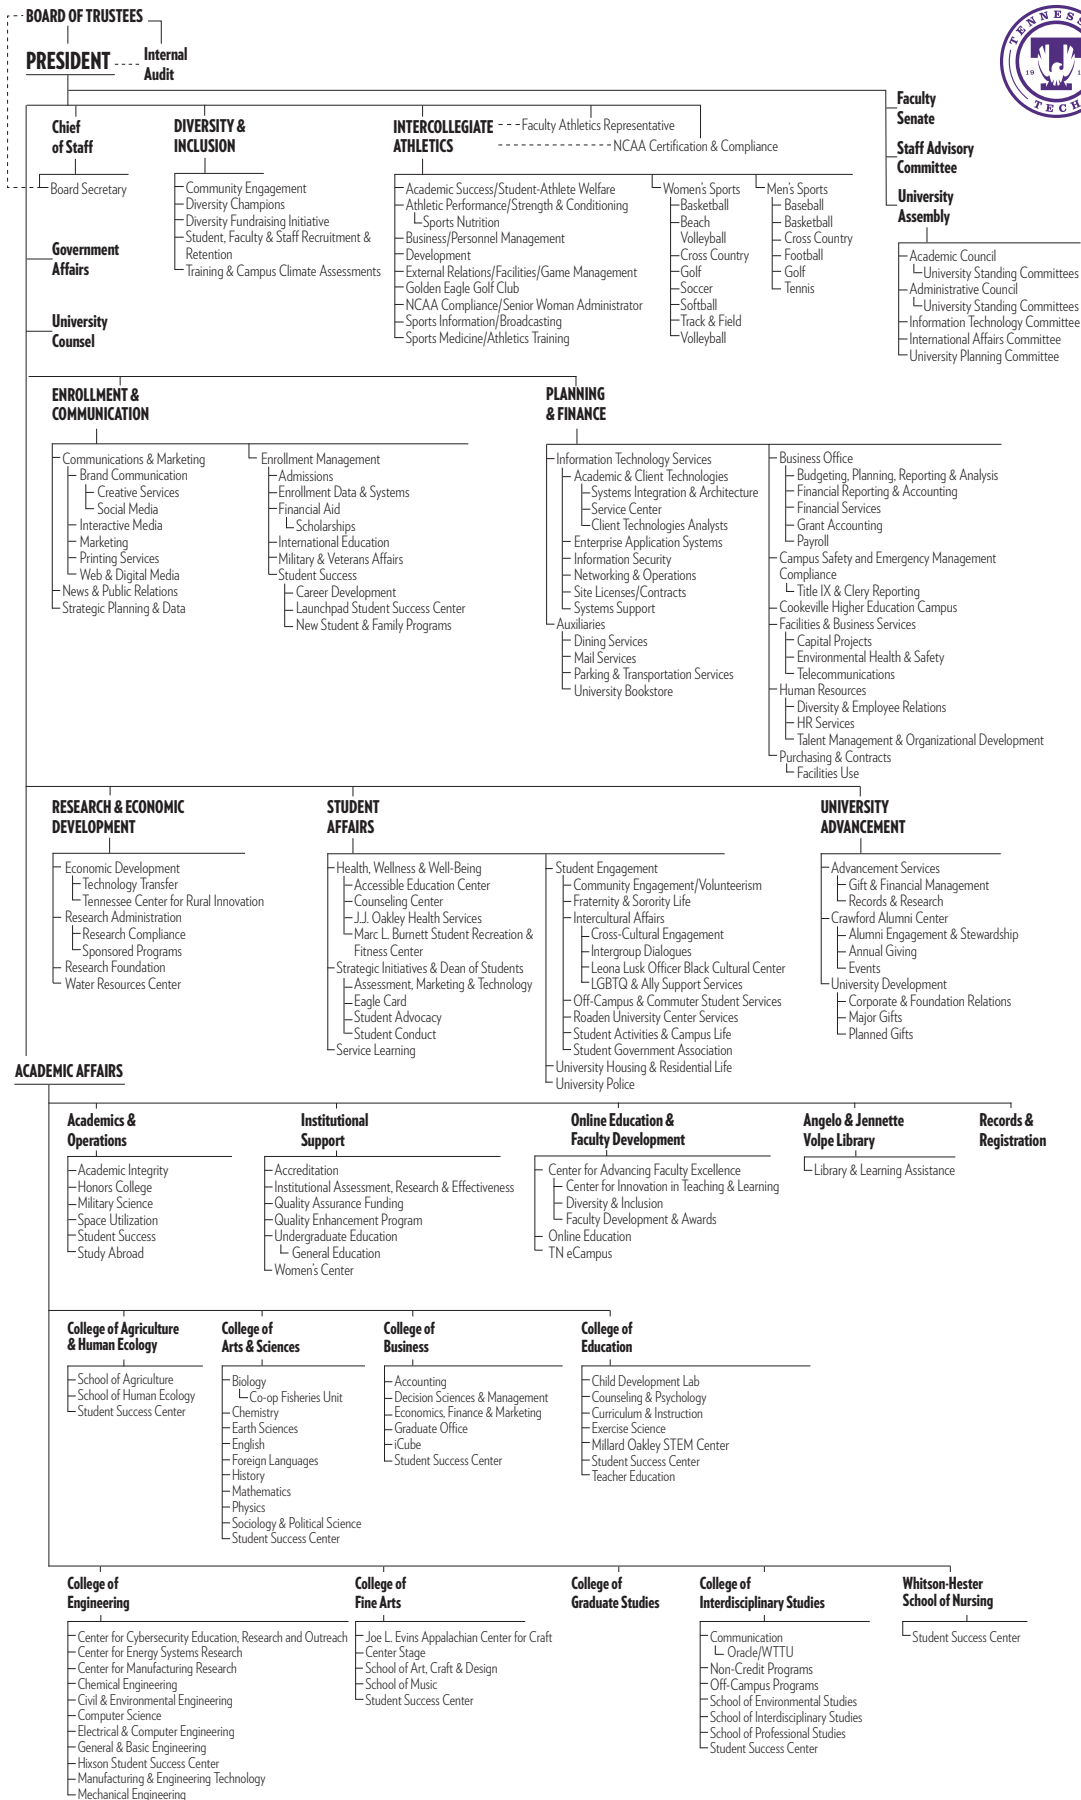 BOARD OF TRUSTEES
PRESIDENT
Internal
Audit
TENNES
19 1
TECH
Faculty
Senate
Staff Advisory
Committee
University
Assembly
Academic Council
University Standing Committees
Administrative Council
University Standing Committees
Information Technology Committee
International Affairs Committee
University Planning Committee
Chief
of Staff
Board Secretary
Government
Affairs
University
Counsel
DIVERSITY &
INCLUSION
Community Engagement
Diversity Champions
Diversity Fundraising Initiative
Student, Faculty & Staff Recruitment &
Retention
Training & Campus Climate Assessments
INTERCOLLEGIATE
ATHLETICS
Faculty Athletics Representative
NCAA Certification & Compliance
Academic Success/Student-Athlete Welfare
Athletic Performance/Strength & Conditioning
Sports Nutrition
Business/Personnel Management
Development
External Relations/Facilities/Game Management
Golden Eagle Golf Club
NCAA Compliance/Senior Woman Administrator
Sports Information/Broadcasting
Sports Medicine/Athletics Training
Women's Sports
Basketball
Beach
Volleyball
Cross Country
Golf
Soccer
Softball
Track & Field
Volleyball
Men's Sports
Baseball
Basketball
Cross Country
Football
Golf
Tennis
ENROLLMENT &
COMMUNICATION
Communications & Marketing
Brand Communication
Creative Services
Social Media
Interactive Media
Marketing
Printing Services
Web & Digital Media
News & Public Relations
Strategic Planning & Data
Enrollment Management
Admissions
Enrollment Data & Systems
Financial Aid
Scholarships
International Education
Military & Veterans Affairs
Student Success
Career Development
Launchpad Student Success Center
New Student & Family Programs
PLANNING
& FINANCE
Information Technology Services
Academic & Client Technologies
Systems Integration & Architecture
Service Center
Client Technologies Analysts
Enterprise Application Systems
Information Security
Networking & Operations
Site Licenses/Contracts
Systems Support
Auxiliaries
Dining Services
Mail Services
Parking & Transportation Services
University Bookstore
Business Office
Budgeting, Planning, Reporting & Analysis
Financial Reporting & Accounting
Financial Services
Grant Accounting
Payroll
Campus Safety and Emergency Management
Compliance
Title IX & Clery Reporting
Cookeville Higher Education Campus
Facilities & Business Services
Capital Projects
Environmental Health & Safety
Telecommunications
Human Resources
Diversity & Employee Relations
HR Services
Talent Management & Organizational Development
Purchasing & Contracts
Facilities Use
RESEARCH & ECONOMIC
DEVELOPMENT
Economic Development
Technology Transfer
Tennessee Center for Rural Innovation
Research Administration
Research Compliance
Sponsored Programs
Research Foundation
Water Resources Center
STUDENT
AFFAIRS
Health, Wellness & Well-Being
Accessible Education Center
Counseling Center
J.J. Oakley Health Services
Marc L. Burnett Student Recreation &
Fitness Center
Strategic Initiatives & Dean of Students
Assessment, Marketing & Technology
Eagle Card
Student Advocacy
Student Conduct
Service Learning
Student Engagement
Community Engagement/Volunteerism
Fraternity & Sorority Life
Intercultural Affairs
Cross-Cultural Engagement
Intergroup Dialogues
Leona Lusk Officer Black Cultural Center
LGBTQ & Ally Support Services
Off-Campus & Commuter Student Services
Roaden University Center Services
Student Activities & Campus Life
Student Government Association
University Housing & Residential Life
University Police
UNIVERSITY
ADVANCEMENT
Advancement Services
Gift & Financial Management
Records & Research
Crawford Alumni Center
Alumni Engagement & Stewardship
Annual Giving
Events
University Development
Corporate & Foundation Relations
Major Gifts
Planned Gifts
ACADEMIC AFFAIRS
Academics &
Operations
Academic Integrity
Honors College
Military Science
Space Utilization
Student Success
Study Abroad
Institutional
Support
Accreditation
Institutional Assessment, Research & Effectiveness
Quality Assurance Funding
Quality Enhancement Program
Undergraduate Education
General Education
Women's Center
Online Education &
Faculty Development
Center for Advancing Faculty Excellence
Center for Innovation in Teaching & Learning
Diversity & Inclusion
Faculty Development & Awards
Online Education
TN eCampus
Angelo & Jennette
Volpe Library
Library & Learning Assistance
Records &
Registration
College of Agriculture
& Human Ecology
School of Agriculture
School of Human Ecology
Student Success Center
College of
Arts & Sciences
Biology
Co-op Fisheries Unit
Chemistry
Earth Sciences
English
Foreign Languages
History
Mathematics
Physics
Sociology & Political Science
Student Success Center
College of
Business
Accounting
Decision Sciences & Management
Economics, Finance & Marketing
Graduate Office
iCube
Student Success Center
College of
Education
Child Development Lab
Counseling & Psychology
Curriculum & Instruction
Exercise Science
Millard Oakley STEM Center
Student Success Center
Teacher Education
College of
Engineering
Center for Cybersecurity Education, Research and Outreach
Center for Energy Systems Research
Center for Manufacturing Research
Chemical Engineering
Civil & Environmental Engineering
Computer Science
Electrical & Computer Engineering
General & Basic Engineering
Hixson Student Success Center
Manufacturing & Engineering Technology
Mechanical Engineering
College of
Fine Arts
Joe L. Evins Appalachian Center for Craft
Center Stage
School of Art, Craft & Design
School of Music
Student Success Center
College of
Graduate Studies
College of
Interdisciplinary Studies
Communication
Oracle/WTTU
Non-Credit Programs
Off-Campus Programs
School of Environmental Studies
School of Interdisciplinary Studies
School of Professional Studies
Student Success Center
Whitson-Hester
School of Nursing
Student Success Center